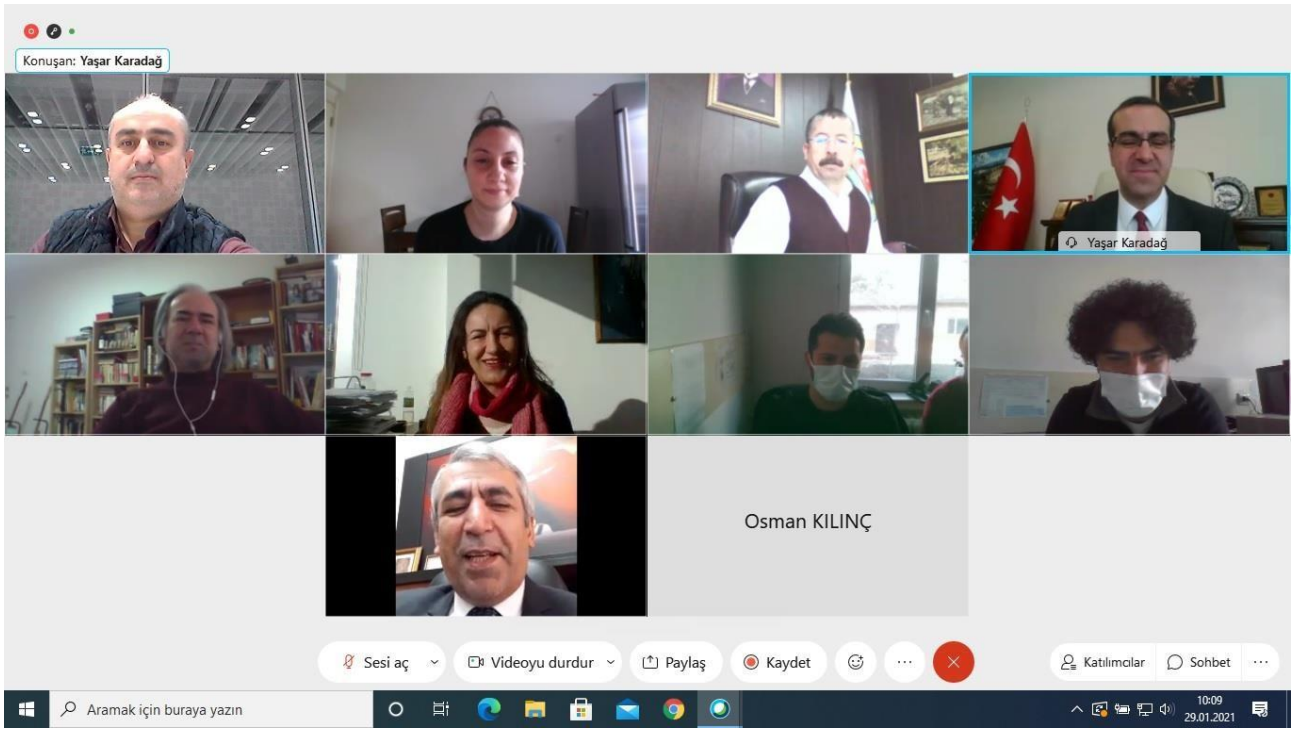 Konuşan: Yaşar Karadağ
Yaşar Karadağ
Osman KILINÇ
Sesi aç
Videoyu durdur
Paylaş
Kaydet
Katılımcılar
Sohbet
Aramak için buraya yazın
10:09
29.01.2021